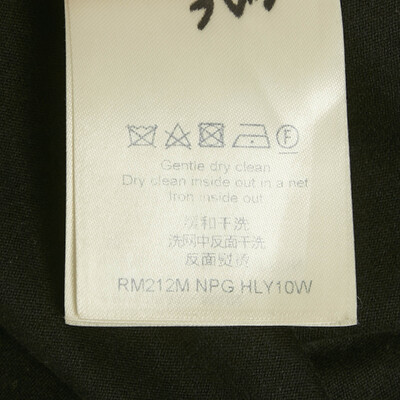 Gentle dry clean
Dry clean inside out in a net
Iron inside out
缓和干洗
洗网中反面干洗
反面熨烫
RM212M NPG HLY10W
F